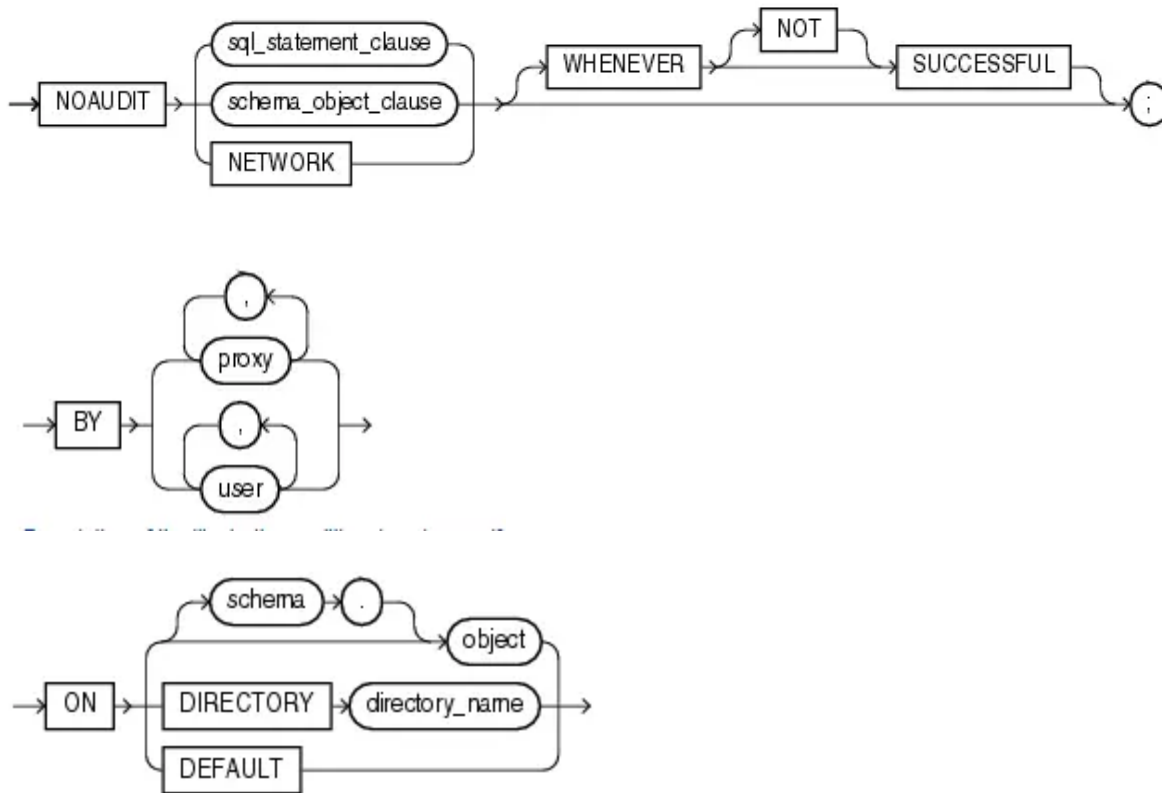 sql_statement_clause
NOT
WHENEVER
SUCCESSFUL
NOAUDIT
schema_object_clause
;
NETWORK
,
proxy
BY
,
user
schema
.
object
ON
DIRECTORY
directory_name
DEFAULT